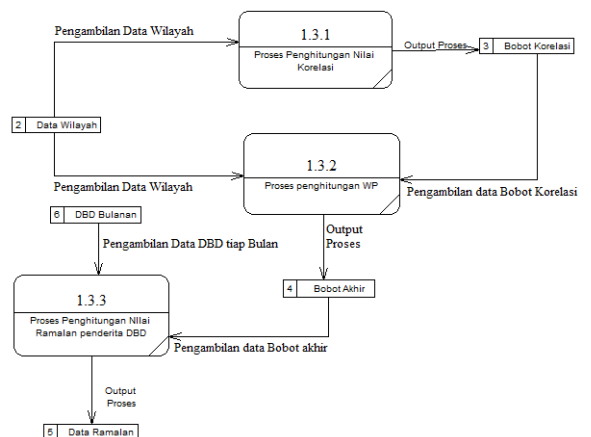 Pengambilan Data Wilayah
1.3.1
Proses Penghitungan Nilai
Korelasi
Output Proses
3 Bobot Korelasi
2 Data Wilayah
1.3.2
Proses penghitungan WP
Pengambilan Data Wilayah
Pengambilan data Bobot Korelasi
6 DBD Bulanan
Output
Proses
Pengambilan Data DBD tiap Bulan
4 Bobot Akhir
1.3.3
Proses Penghitungan NIlai
Ramalan penderita DBD
Pengambilan data Bobot akhir
Output
Proses
5 Data Ramalan